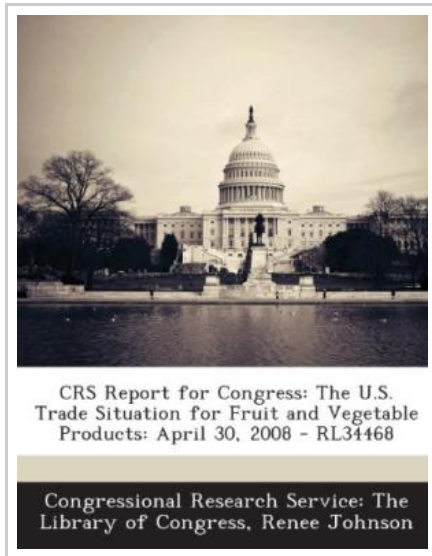 CRS Report for Congress: The U.S.
Trade Situation for Fruit and Vegetable
Products: April 30, 2008 - RL34468
Congressional Research Service: The
Library of Congress, Renee Johnson